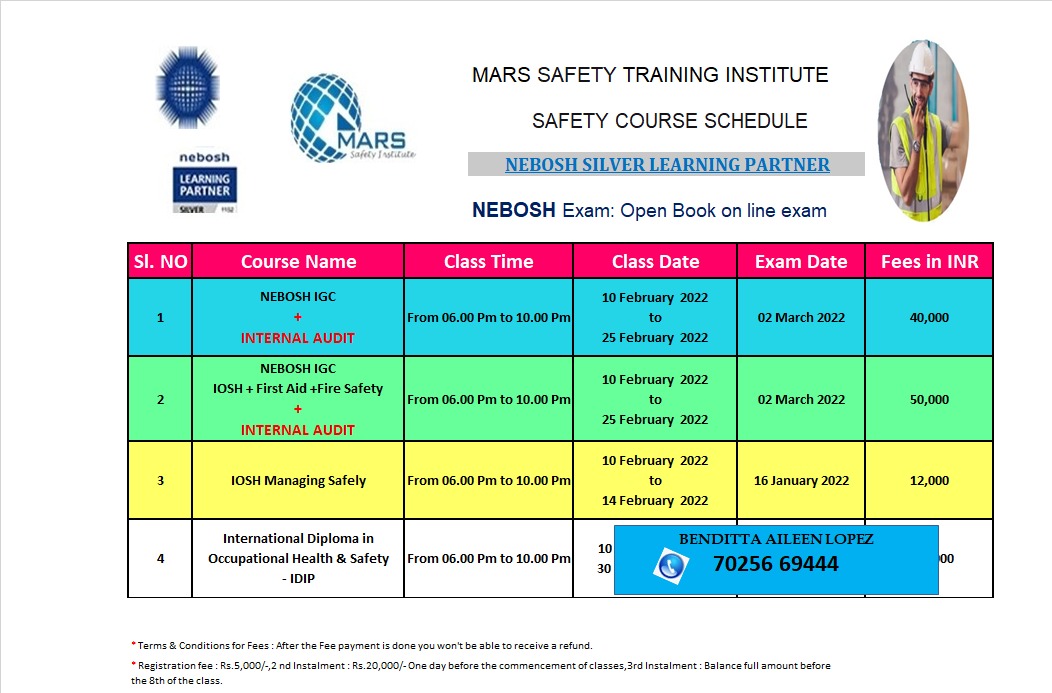 MARS SAFETY TRAINING INSTITUTE
SAFETY COURSE SCHEDULE
nebosh
LEARNING
PARTNER
SILVER 1152
MARS
Safety Institute
NEBOSH SILVER LEARNING PARTNER
NEBOSH Exam: Open Book on line exam
Sl. NO Course Name Class Time Class Date Exam Date Fees in INR
1
NEBOSH IGC
+
INTERNAL AUDIT
From 06.00 Pm to 10.00 Pm
10 February 2022
to
25 February 2022
02 March 2022
40,000
2
NEBOSH IGC
IOSH + First Aid +Fire Safety
+
INTERNAL AUDIT
From 06.00 Pm to 10.00 Pm
10 February 2022
to
25 February 2022
02 March 2022
50,000
3
IOSH Managing Safely
From 06.00 Pm to 10.00 Pm
10 February 2022
to
14 February 2022
16 January 2022
12,000
4
International Diploma in
Occupational Health & Safety
- IDIP
From 06.00 Pm to 10.00 Pm
10
30
BENDITTA AILEEN LOPEZ
70256 69444
* Terms & Conditions for Fees : After the Fee payment is done you won't be able to receive a refund.
* Registration fee : Rs.5,000/-,2 nd Instalment : Rs.20,000/- One day before the commencement of classes,3rd Instalment : Balance full amount before
the 8th of the class.